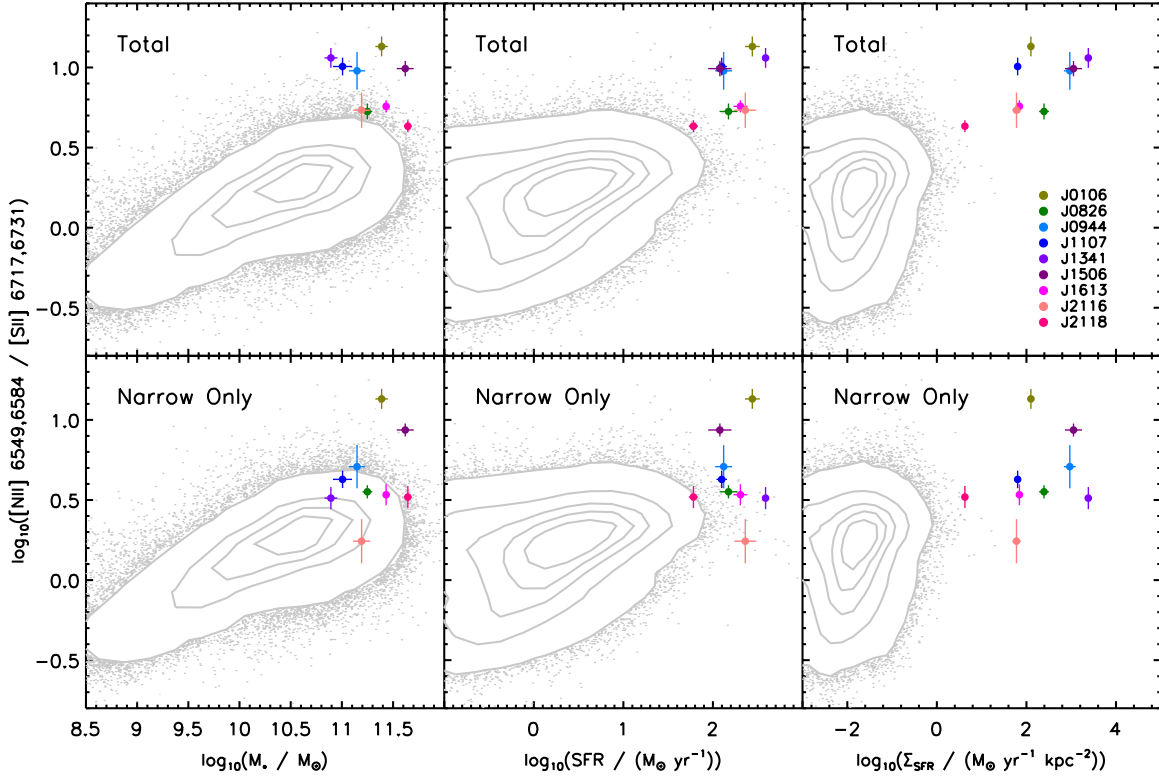 Total
Total
Total
1.0
0.5
0.0
−0.5
J0106
J0826
J0944
J1107
J1341
J1506
J1613
J2116
J2118
log₁₀([NII] 6549,6584 / [SII] 6717,6731)
Narrow Only
Narrow Only
Narrow Only
1.0
0.5
0.0
−0.5
8.5 9 9.5 10 10.5 11 11.5
0 1 2 3
−2 0 2 4
log₁₀(M⁎ / M☉)
log₁₀(SFR / (M☉ yr⁻¹))
log₁₀(Σ_SFR / (M☉ yr⁻¹ kpc⁻²))